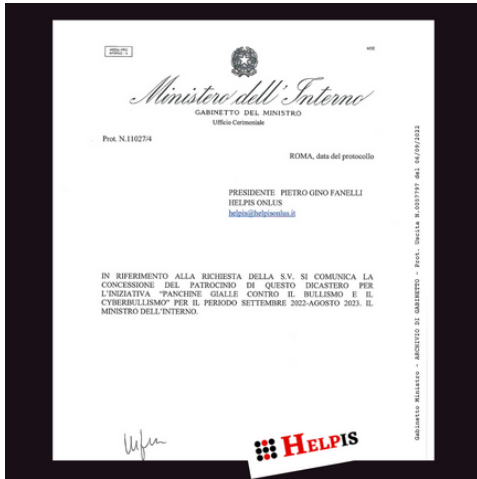 MOD. 4 PSC
Ministero dell'Interno
GABINETTO DEL MINISTRO
Ufficio Cerimoniale
Prot. N.11027/4
ROMA, data del protocollo
PRESIDENTE PIETRO GINO FANELLI
HELPIS ONLUS
helpis@helpisonlus.it
IN RIFERIMENTO ALLA RICHIESTA DELLA S.V. SI COMUNICA LA
CONCESSIONE DEL PATROCINIO DI QUESTO DICASTERO PER
L'INIZIATIVA "PANCHINE GIALLE CONTRO IL BULLISMO E IL
CYBERBULLISMO" PER IL PERIODO SETTEMBRE 2022-AGOSTO 2023. IL
MINISTRO DELL'INTERNO.
Gabinetto Ministro - ARCHIVIO DI GABINETTO - Prot. Uscita N.0057797 del 06/09/2022
HELPIS